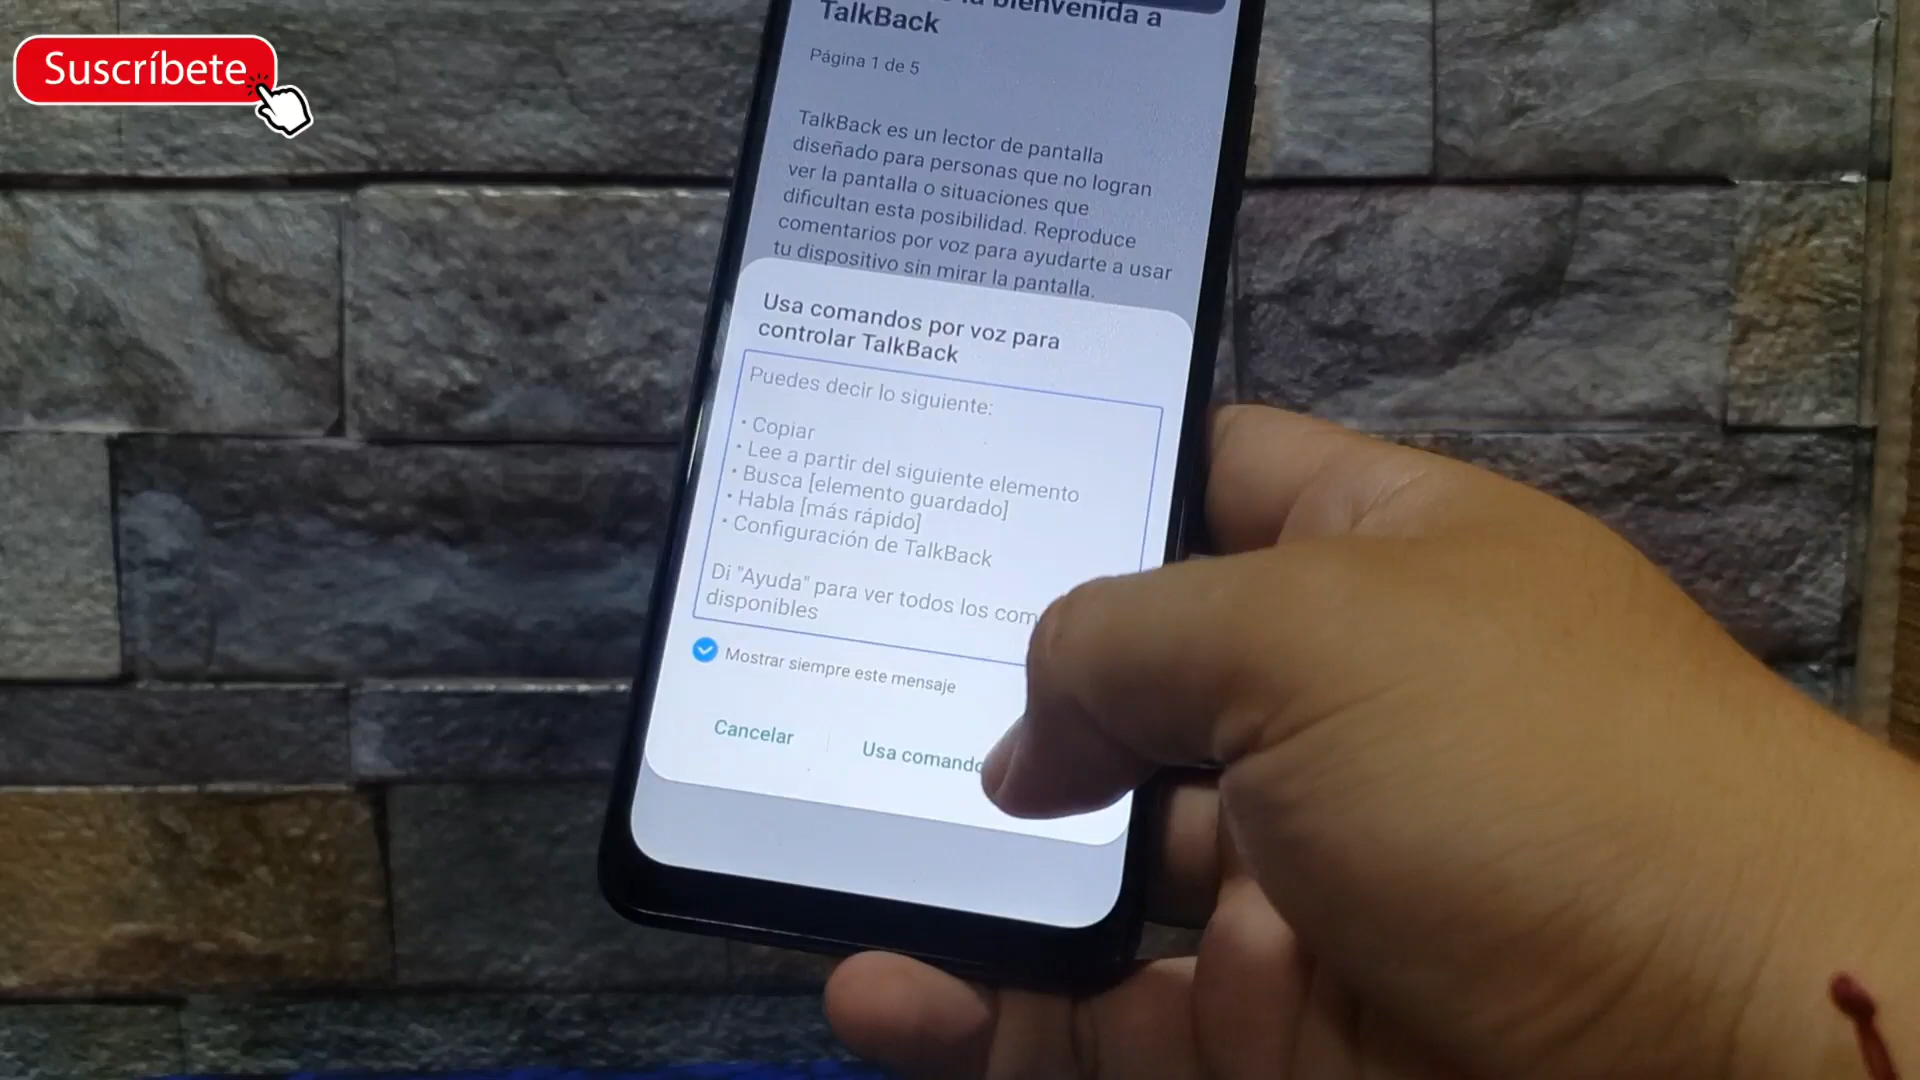 Suscríbete
bienvenida a
TalkBack
Página 1 de 5
TalkBack es un lector de pantalla
diseñado para personas que no logran
ver la pantalla o situaciones que
dificultan esta posibilidad. Reproduce
comentarios por voz para ayudarte a usar
tu dispositivo sin mirar la pantalla.
Usa comandos por voz para
controlar TalkBack
Puedes decir lo siguiente:
• Copiar
• Lee a partir del siguiente elemento
• Busca [elemento guardado]
• Habla [más rápido]
• Configuración de TalkBack
Di "Ayuda" para ver todos los com
disponibles
Mostrar siempre este mensaje
Cancelar
Usa comando